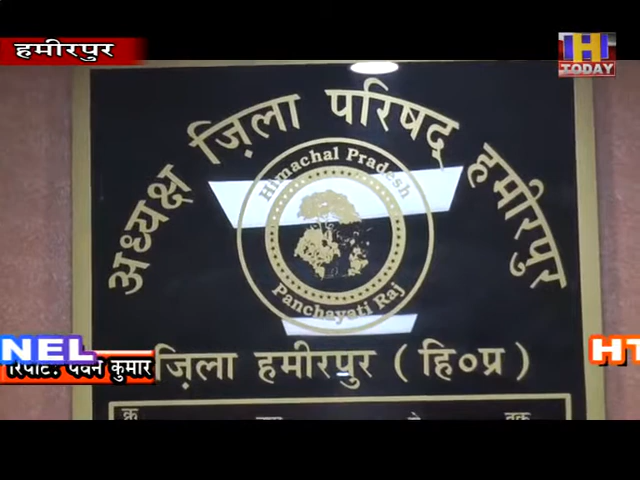 हमीरपुर
H TODAY
अध्यक्ष ज़िला परिषद् हमीरपुर
Himachal Pradesh
Panchayati Raj
NEL
रिपोर्ट: पवन कुमार
ज़िला हमीरपुर (हि०प्र)
HT